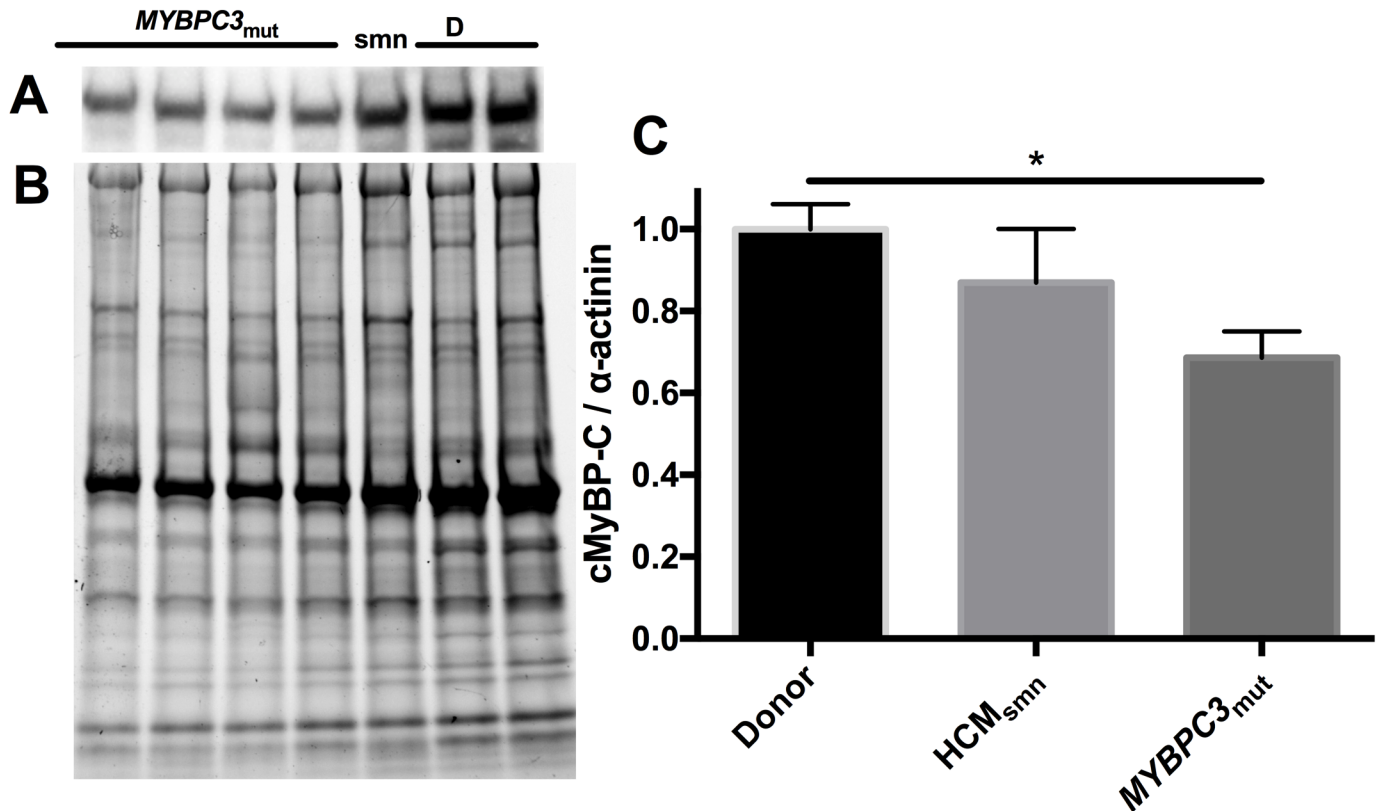 MYBPC3mut
smn
D
A
B
C
*
cMyBP-C / α-actinin
1.0
0.8
0.6
0.4
0.2
0.0
Donor
HCMsmn
MYBPC3mut